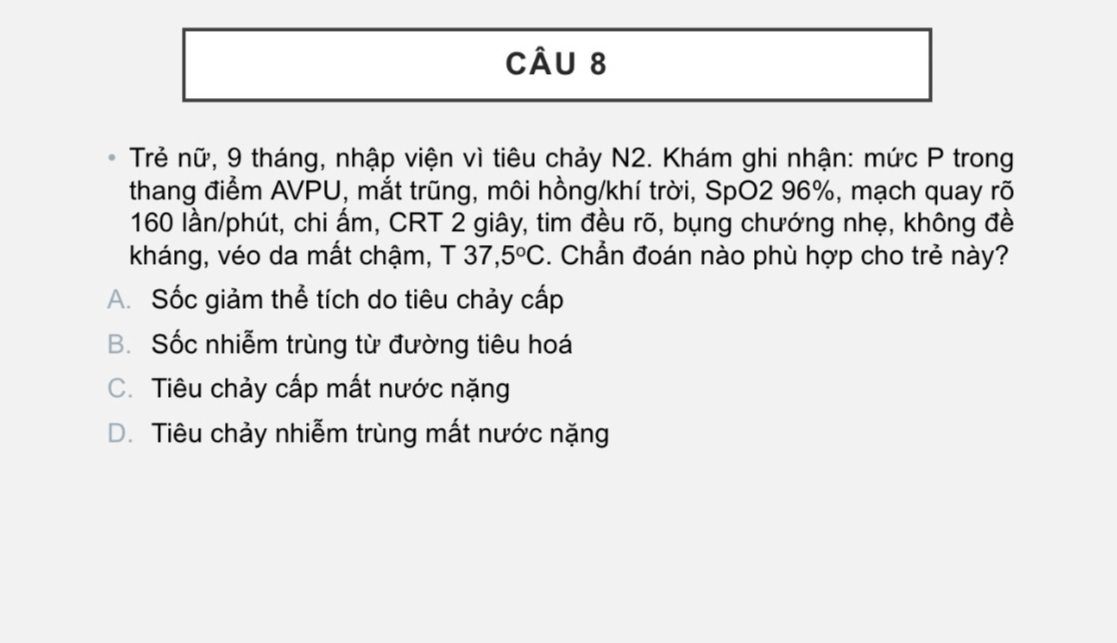 CÂU 8
• Trẻ nữ, 9 tháng, nhập viện vì tiêu chảy N2. Khám ghi nhận: mức P trong
thang điểm AVPU, mắt trũng, môi hồng/khí trời, SpO2 96%, mạch quay rõ
160 lần/phút, chi ấm, CRT 2 giây, tim đều rõ, bụng chướng nhẹ, không đề
kháng, véo da mất chậm, T 37,5ºC. Chẩn đoán nào phù hợp cho trẻ này?
A. Sốc giảm thể tích do tiêu chảy cấp
B. Sốc nhiễm trùng từ đường tiêu hoá
C. Tiêu chảy cấp mất nước nặng
D. Tiêu chảy nhiễm trùng mất nước nặng